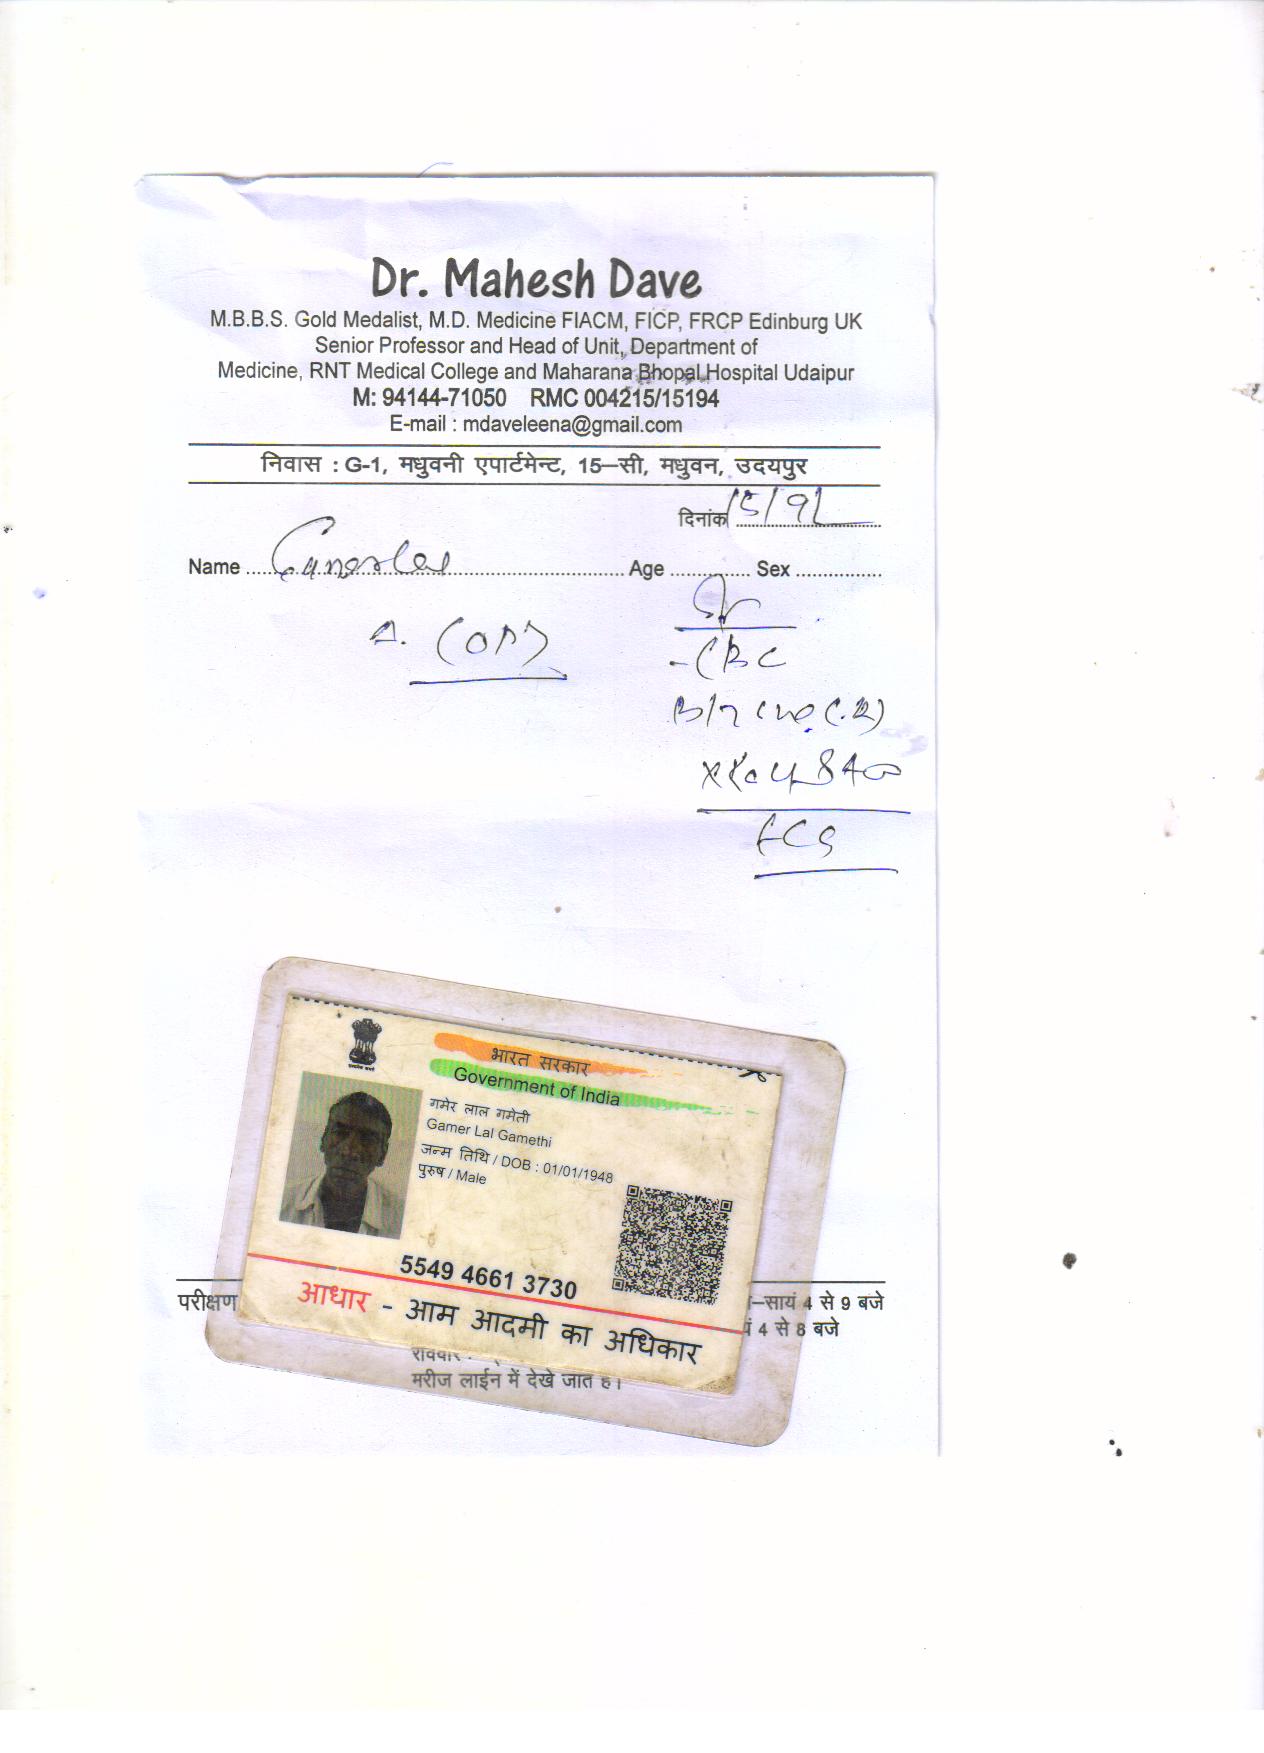 Dr. Mahesh Dave
M.B.B.S. Gold Medalist, M.D. Medicine FIACM, FICP, FRCP Edinburg UK
Senior Professor and Head of Unit, Department of
Medicine, RNT Medical College and Maharana Bhopal Hospital Udaipur
M: 94144-71050 RMC 004215/15194
E-mail : mdaveleena@gmail.com
निवास : G-1, मधुवनी एपार्टमेन्ट, 15–सी, मधुवन, उदयपुर
दिनांक
Name Age Sex
- CBC
ECG
भारत सरकार
Government of India
गमेर लाल गमेती
Gamer Lal Gamethi
जन्म तिथि / DOB : 01/01/1948
पुरुष / Male
5549 4661 3730
आधार - आम आदमी का अधिकार
परीक्षण –सायं 4 से 9 बजे
4 से 8 बजे
मरीज लाईन में देखे जाते है।